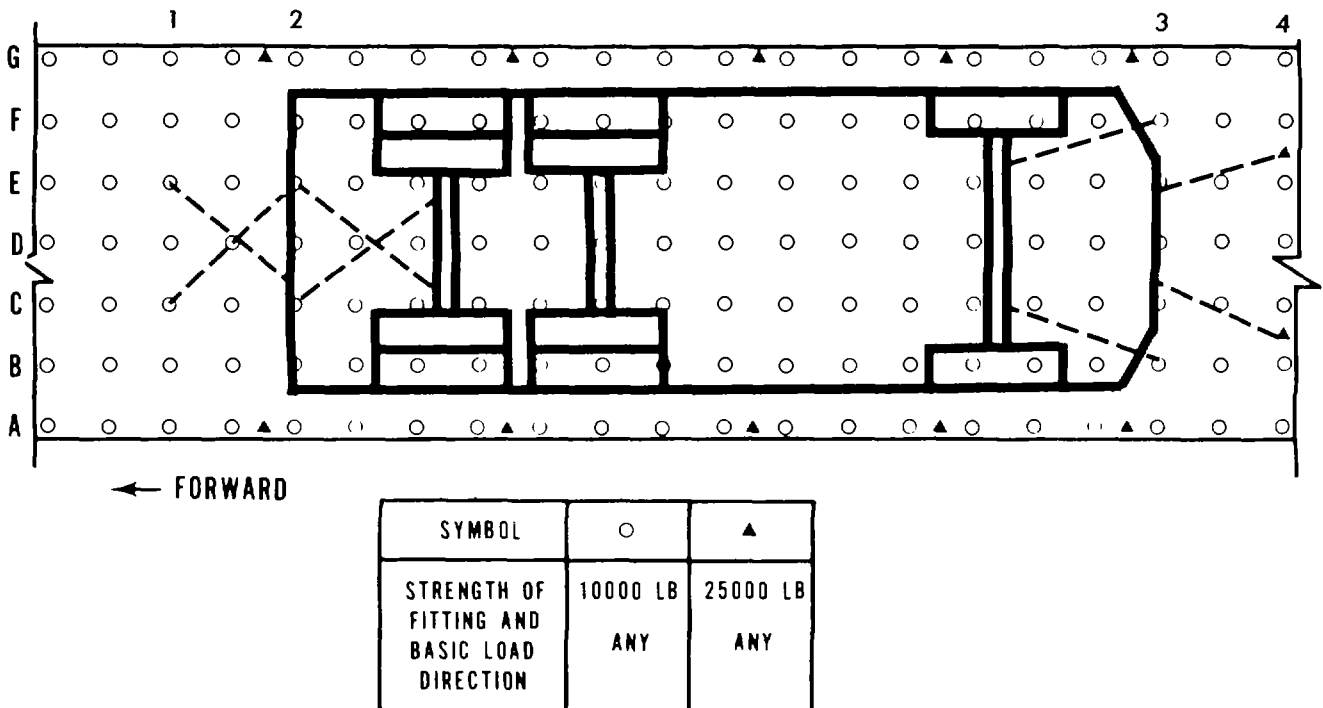 1 2 3 4
G
F
E
D
C
B
A
← FORWARD
SYMBOL ○ ▲
STRENGTH OF FITTING AND BASIC LOAD DIRECTION
10000 LB ANY
25000 LB ANY